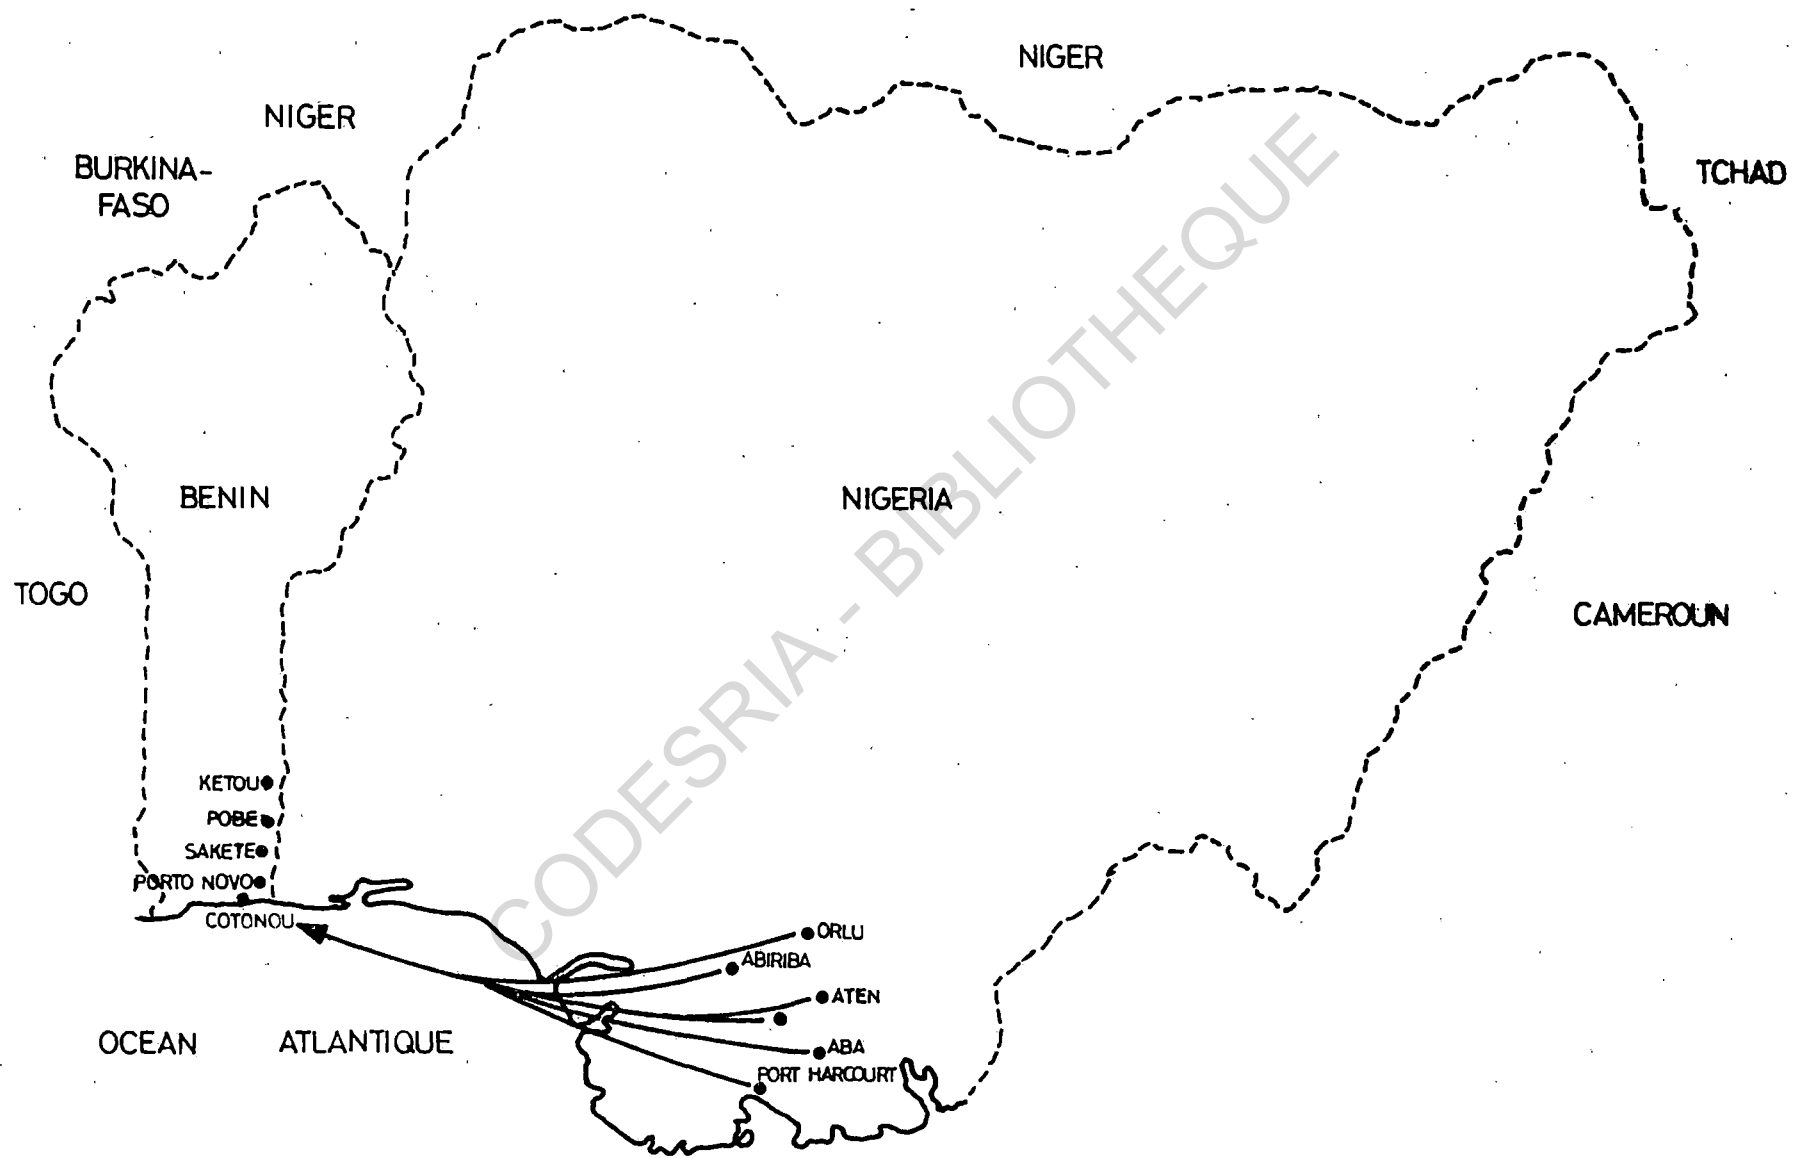 NIGER
NIGER
BURKINA-
FASO
TCHAD
BENIN
NIGERIA
TOGO
CAMEROUN
KETOU
POBE
SAKETE
PORTO NOVO
COTONOU
ORLU
ABIRIBA
ATEN
OCEAN ATLANTIQUE
ABA
PORT HARCOURT
CODESRIA - BIBLIOTHEQUE